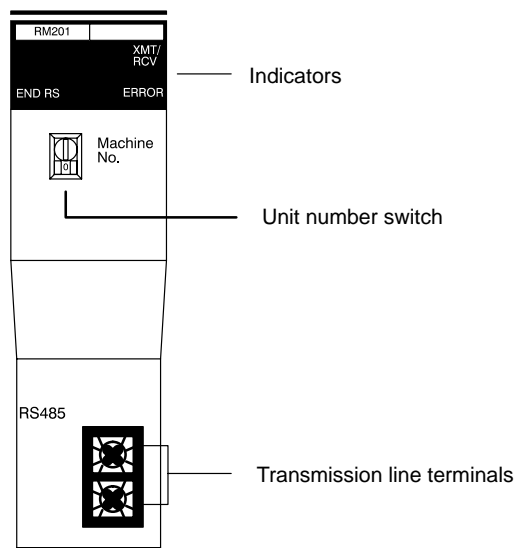 RM201
XMT/
RCV
Indicators
END RS
ERROR
Machine
No.
0
Unit number switch
RS485
Transmission line terminals